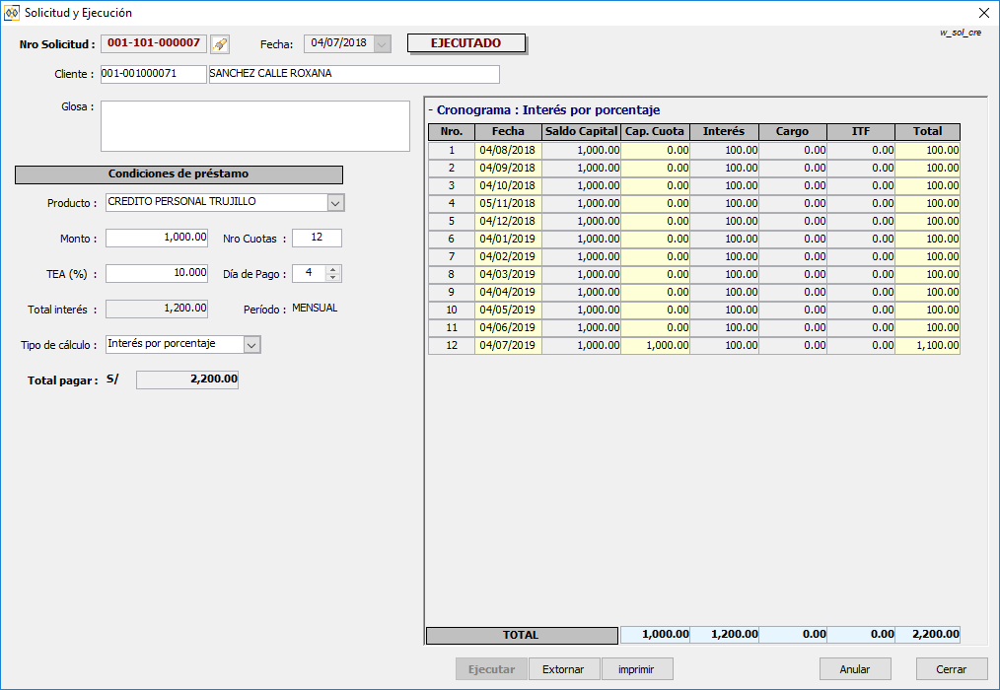 Solicitud y Ejecución
w_sol_cre
Nro Solicitud : 001-101-000007 Fecha: 04/07/2018 EJECUTADO
Cliente : 001-001000071 SANCHEZ CALLE ROXANA
Glosa :
Condiciones de préstamo
Producto : CREDITO PERSONAL TRUJILLO
Monto : 1,000.00 Nro Cuotas : 12
TEA (%) : 10.000 Día de Pago : 4
Total interés : 1,200.00 Período : MENSUAL
Tipo de cálculo : Interés por porcentaje
Total pagar : S/ 2,200.00
- Cronograma : Interés por porcentaje
Nro. Fecha Saldo Capital Cap. Cuota Interés Cargo ITF Total
1 04/08/2018 1,000.00 0.00 100.00 0.00 0.00 100.00
2 04/09/2018 1,000.00 0.00 100.00 0.00 0.00 100.00
3 04/10/2018 1,000.00 0.00 100.00 0.00 0.00 100.00
4 05/11/2018 1,000.00 0.00 100.00 0.00 0.00 100.00
5 04/12/2018 1,000.00 0.00 100.00 0.00 0.00 100.00
6 04/01/2019 1,000.00 0.00 100.00 0.00 0.00 100.00
7 04/02/2019 1,000.00 0.00 100.00 0.00 0.00 100.00
8 04/03/2019 1,000.00 0.00 100.00 0.00 0.00 100.00
9 04/04/2019 1,000.00 0.00 100.00 0.00 0.00 100.00
10 04/05/2019 1,000.00 0.00 100.00 0.00 0.00 100.00
11 04/06/2019 1,000.00 0.00 100.00 0.00 0.00 100.00
12 04/07/2019 1,000.00 1,000.00 100.00 0.00 0.00 1,100.00
TOTAL 1,000.00 1,200.00 0.00 0.00 2,200.00
Ejecutar Extornar imprimir Anular Cerrar